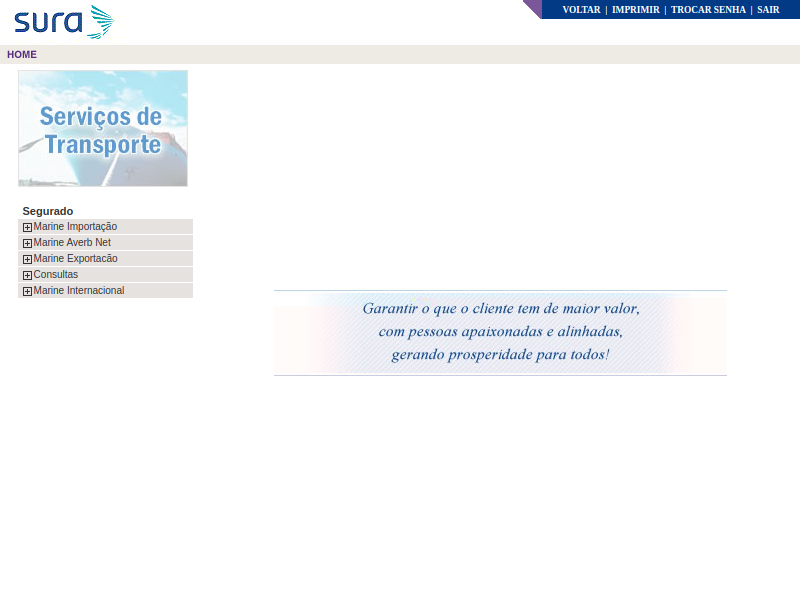 sura
VOLTAR | IMPRIMIR | TROCAR SENHA | SAIR
HOME
Serviços de
Transporte
Segurado
Marine Importação
Marine Averb Net
Marine Exportacão
Consultas
Marine Internacional
Garantir o que o cliente tem de maior valor,
com pessoas apaixonadas e alinhadas,
gerando prosperidade para todos!